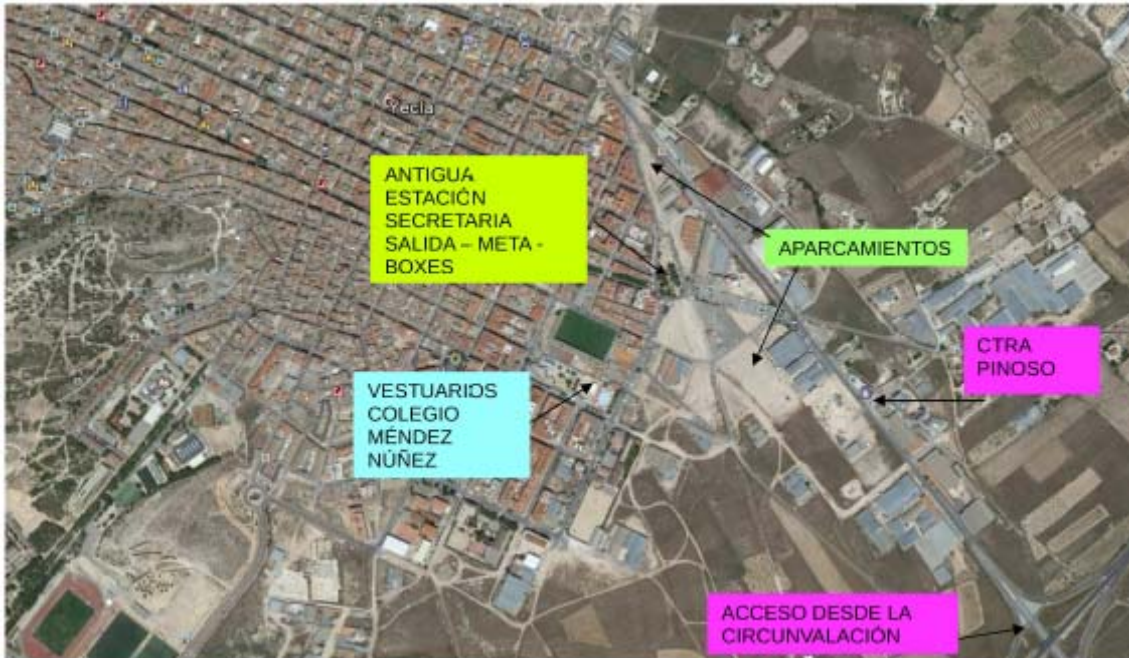 Yecla
ANTIGUA
ESTACIÓN
SECRETARIA
SALIDA – META -
BOXES
APARCAMIENTOS
CTRA
PINOSO
VESTUARIOS
COLEGIO
MÉNDEZ
NÚÑEZ
ACCESO DESDE LA
CIRCUNVALACIÓN